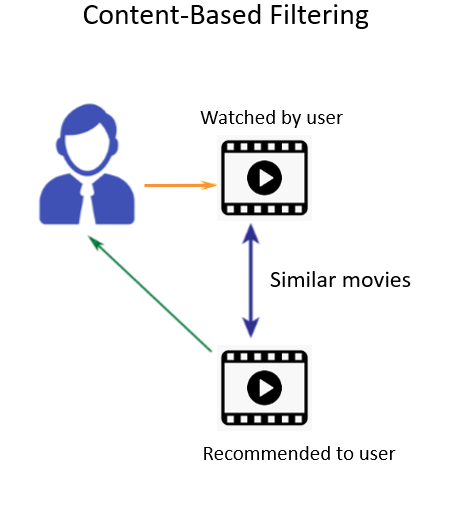 Content-Based Filtering
Watched by user
Similar movies
Recommended to user